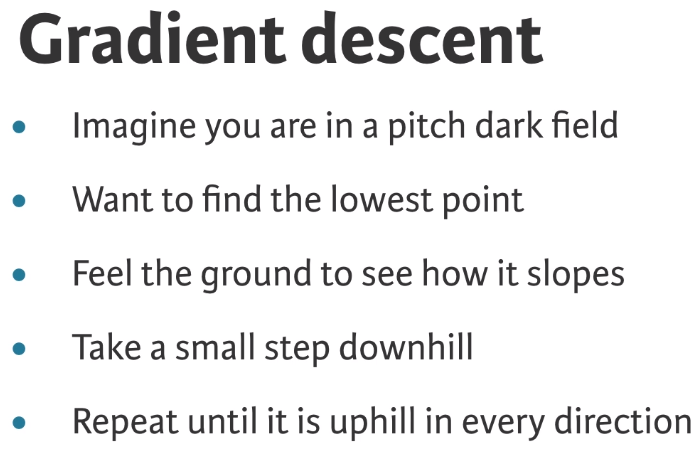 Gradient descent
• Imagine you are in a pitch dark field
• Want to find the lowest point
• Feel the ground to see how it slopes
• Take a small step downhill
• Repeat until it is uphill in every direction